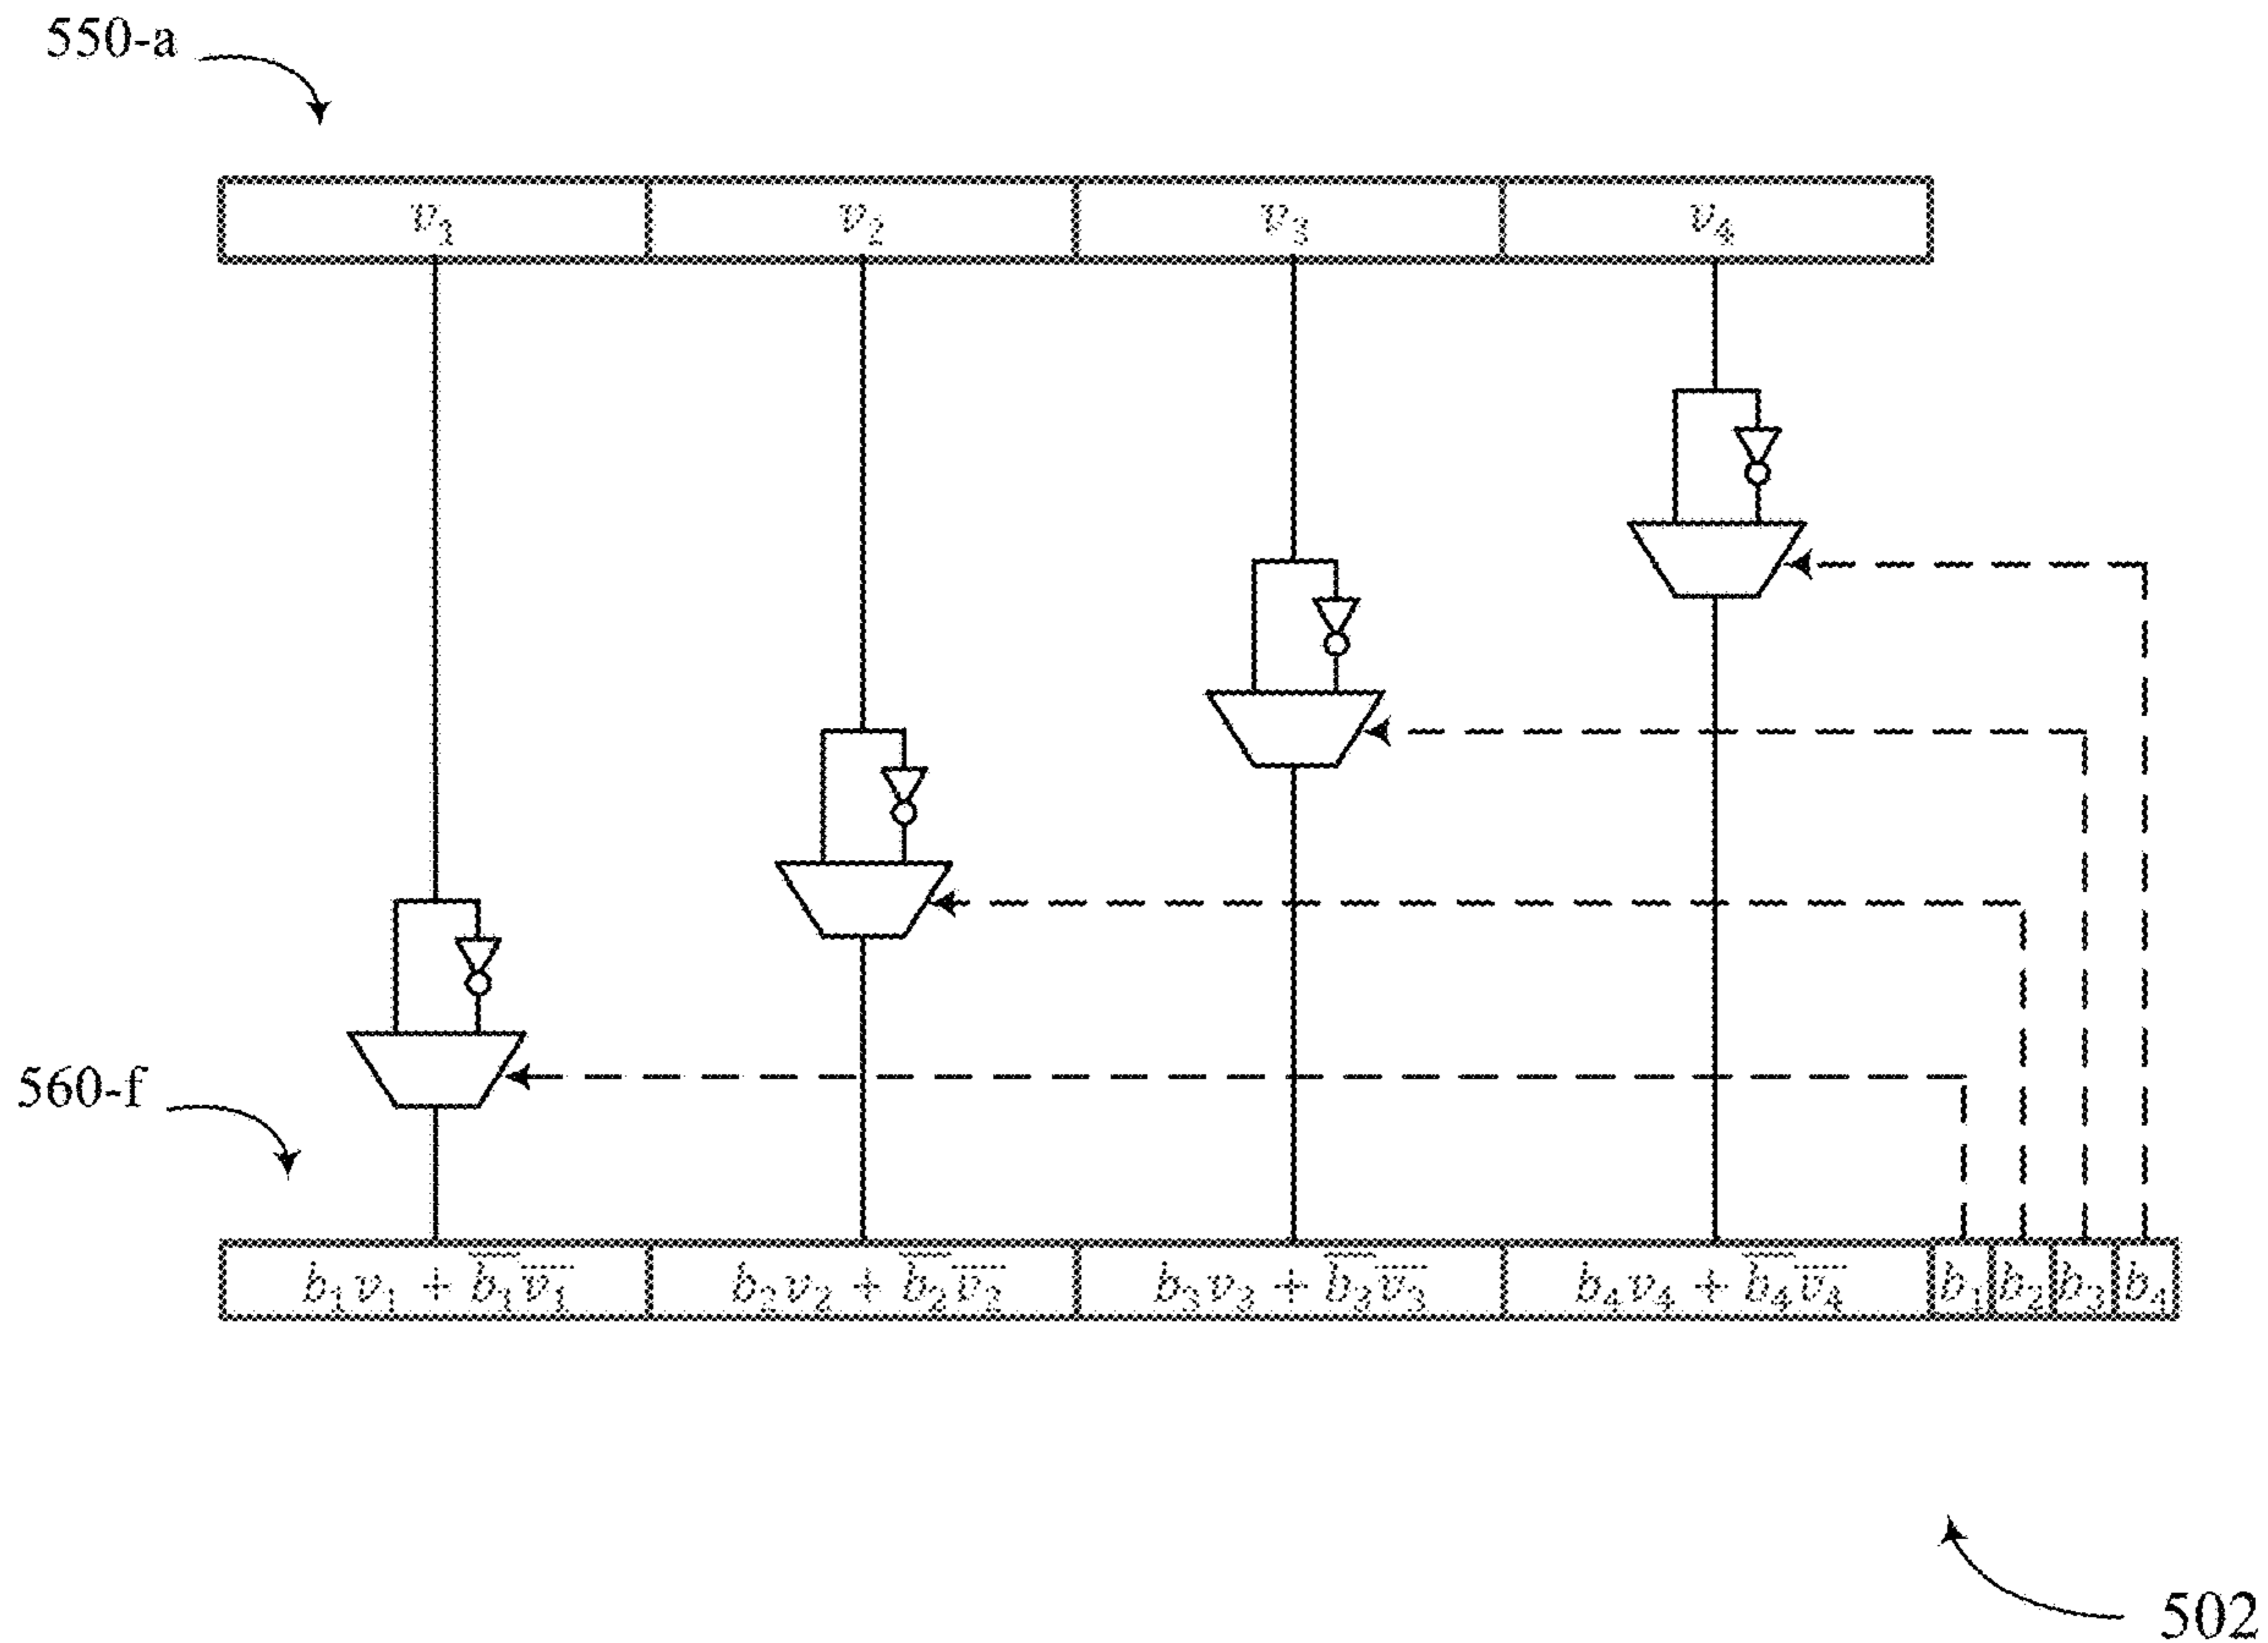 550-a
v₁ v₂ v₃ v₄
560-f
b₁v₁ + b̅₁v̅₁ b₂v₂ + b̅₂v̅₂ b₃v₃ + b̅₃v̅₃ b₄v₄ + b̅₄v̅₄ b₁ b₂ b₃ b₄
502